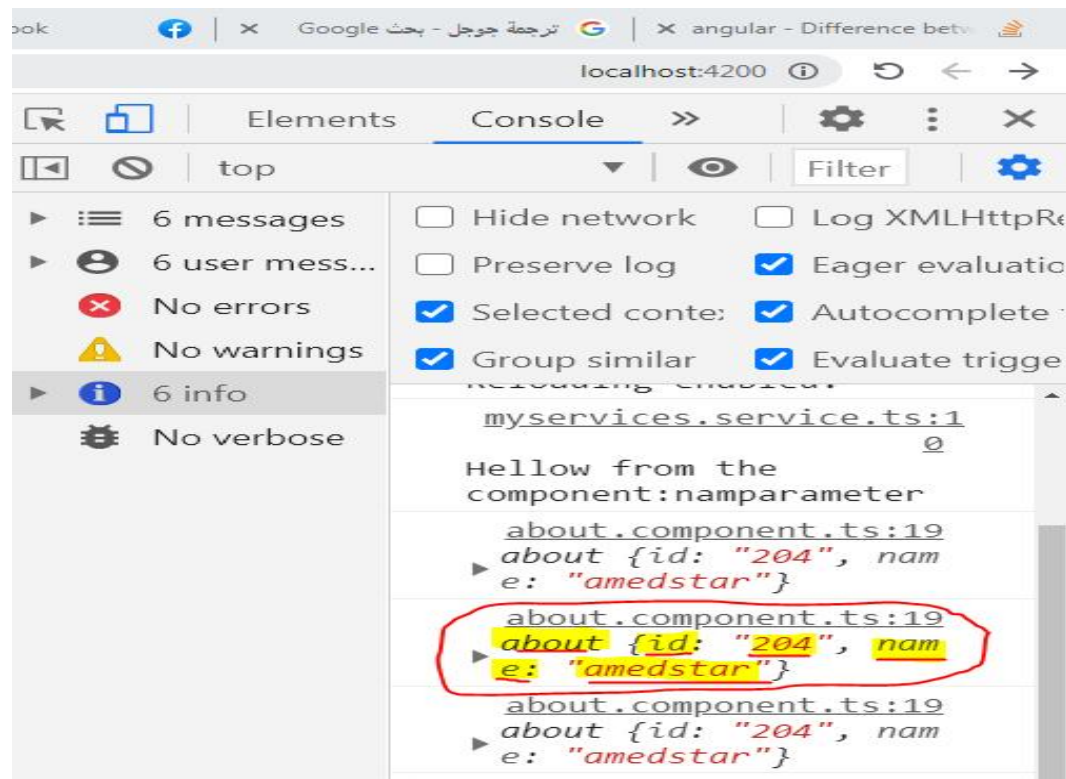 ook
ترجمة جوجل - بحث Google
angular - Difference betw
localhost:4200
Elements Console »
top Filter
6 messages
6 user mess...
No errors
No warnings
6 info
No verbose
Hide network Log XMLHttpRe
Preserve log Eager evaluatio
Selected conte Autocomplete
Group similar Evaluate trigge
Reloading enabled.
myservices.service.ts:1
0
Hellow from the
component:namparameter
about.component.ts:19
about {id: "204", nam
e: "amedstar"}
about.component.ts:19
about {id: "204", nam
e: "amedstar"}
about.component.ts:19
about {id: "204", nam
e: "amedstar"}